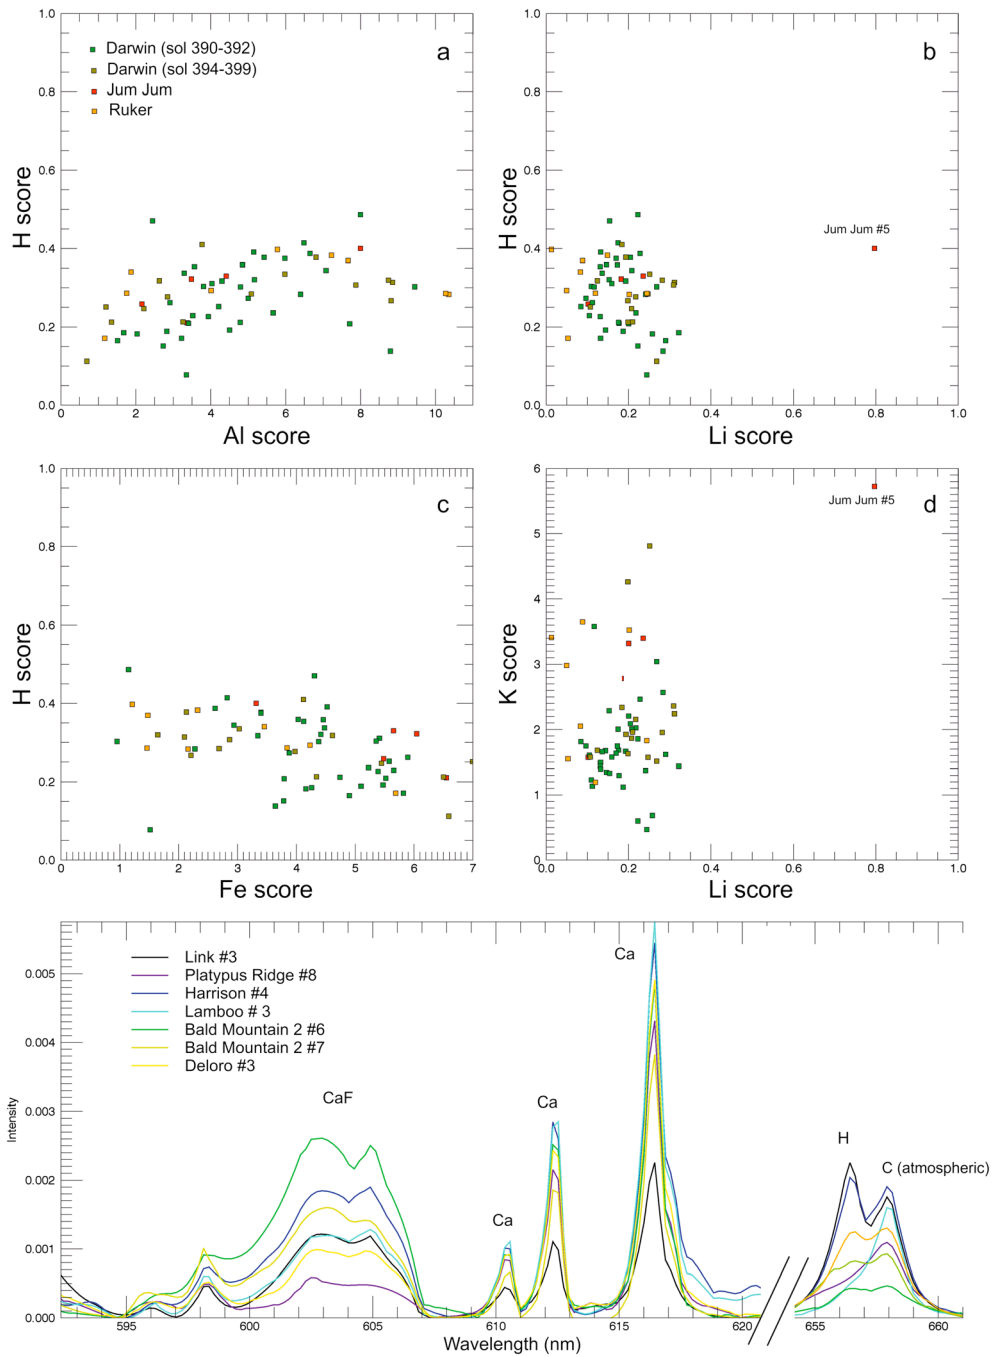 a
b
Darwin (sol 390-392)
Darwin (sol 394-399)
Jum Jum
Ruker
H score
1.0
0.8
0.6
0.4
0.2
0.0
0 2 4 6 8 10
Al score
H score
1.0
0.8
0.6
0.4
0.2
0.0
Jum Jum #5
0.0 0.2 0.4 0.6 0.8 1.0
Li score
c
H score
1.0
0.8
0.6
0.4
0.2
0.0
0 1 2 3 4 5 6 7
Fe score
d
K score
6
5
4
3
2
1
0
Jum Jum #5
0.0 0.2 0.4 0.6 0.8 1.0
Li score
Link #3
Platypus Ridge #8
Harrison #4
Lamboo # 3
Bald Mountain 2 #6
Bald Mountain 2 #7
Deloro #3
Intensity
0.005
0.004
0.003
0.002
0.001
0.000
CaF
Ca
Ca
Ca
H
C (atmospheric)
595 600 605 610 615 620 655 660
Wavelength (nm)